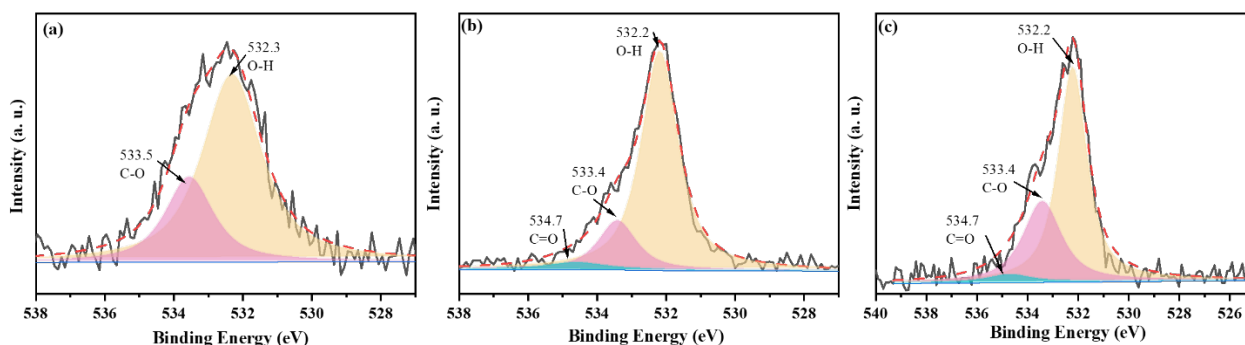 (a)
532.3
O-H
533.5
C-O
Intensity (a. u.)
538 536 534 532 530 528
Binding Energy (eV)
(b)
532.2
O-H
533.4
C-O
534.7
C=O
Intensity (a. u.)
538 536 534 532 530 528
Binding Energy (eV)
(c)
532.2
O-H
533.4
C-O
534.7
C=O
Intensity (a. u.)
540 538 536 534 532 530 528 526
Binding Energy (eV)